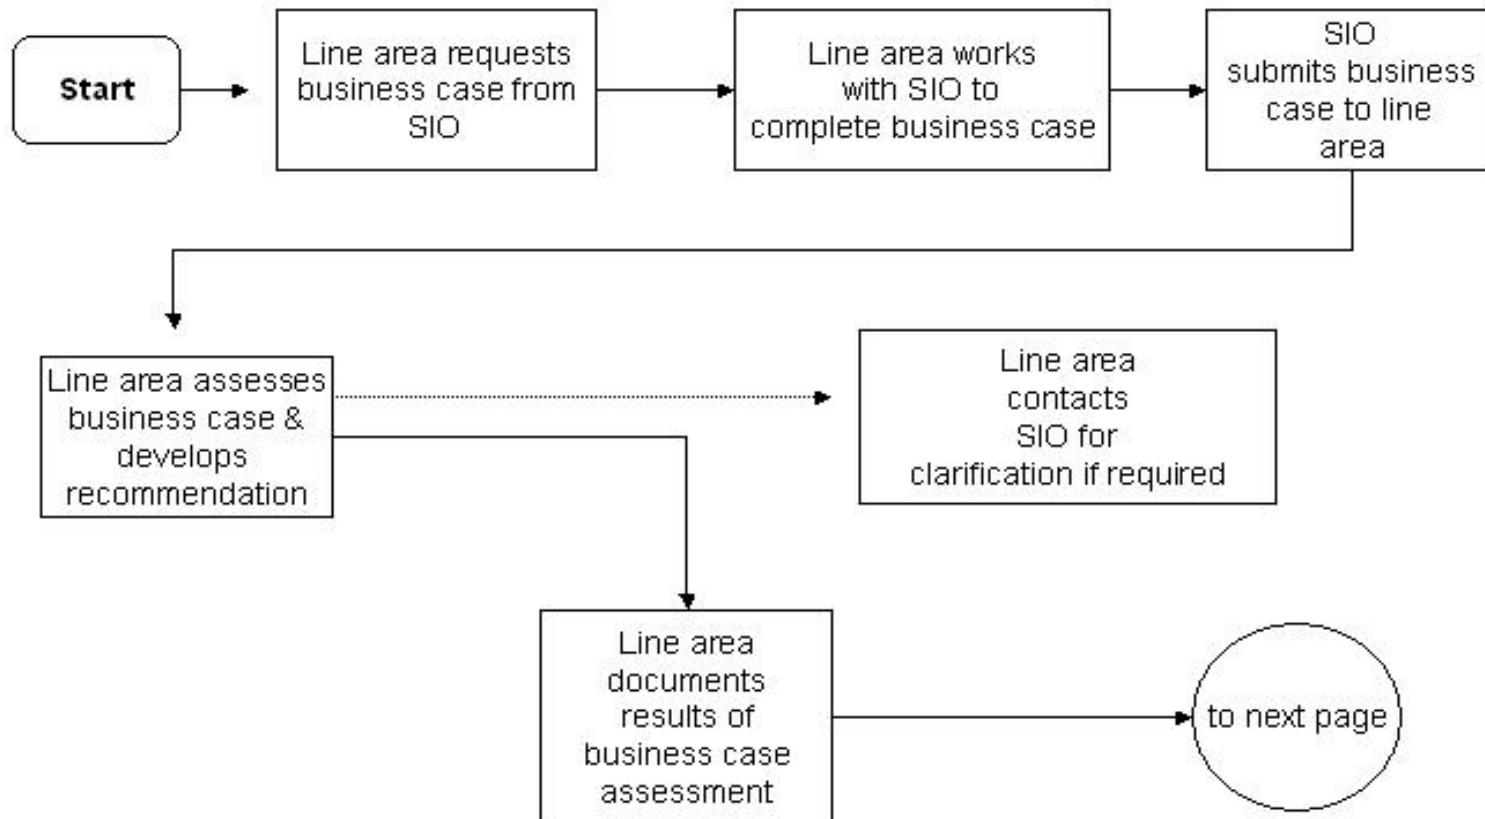 Start
Line area requests
business case from
SIO
Line area works
with SIO to
complete business case
SIO
submits business
case to line
area
Line area assesses
business case &
develops
recommendation
Line area
contacts
SIO for
clarification if required
Line area
documents
results of
business case
assessment
to next page